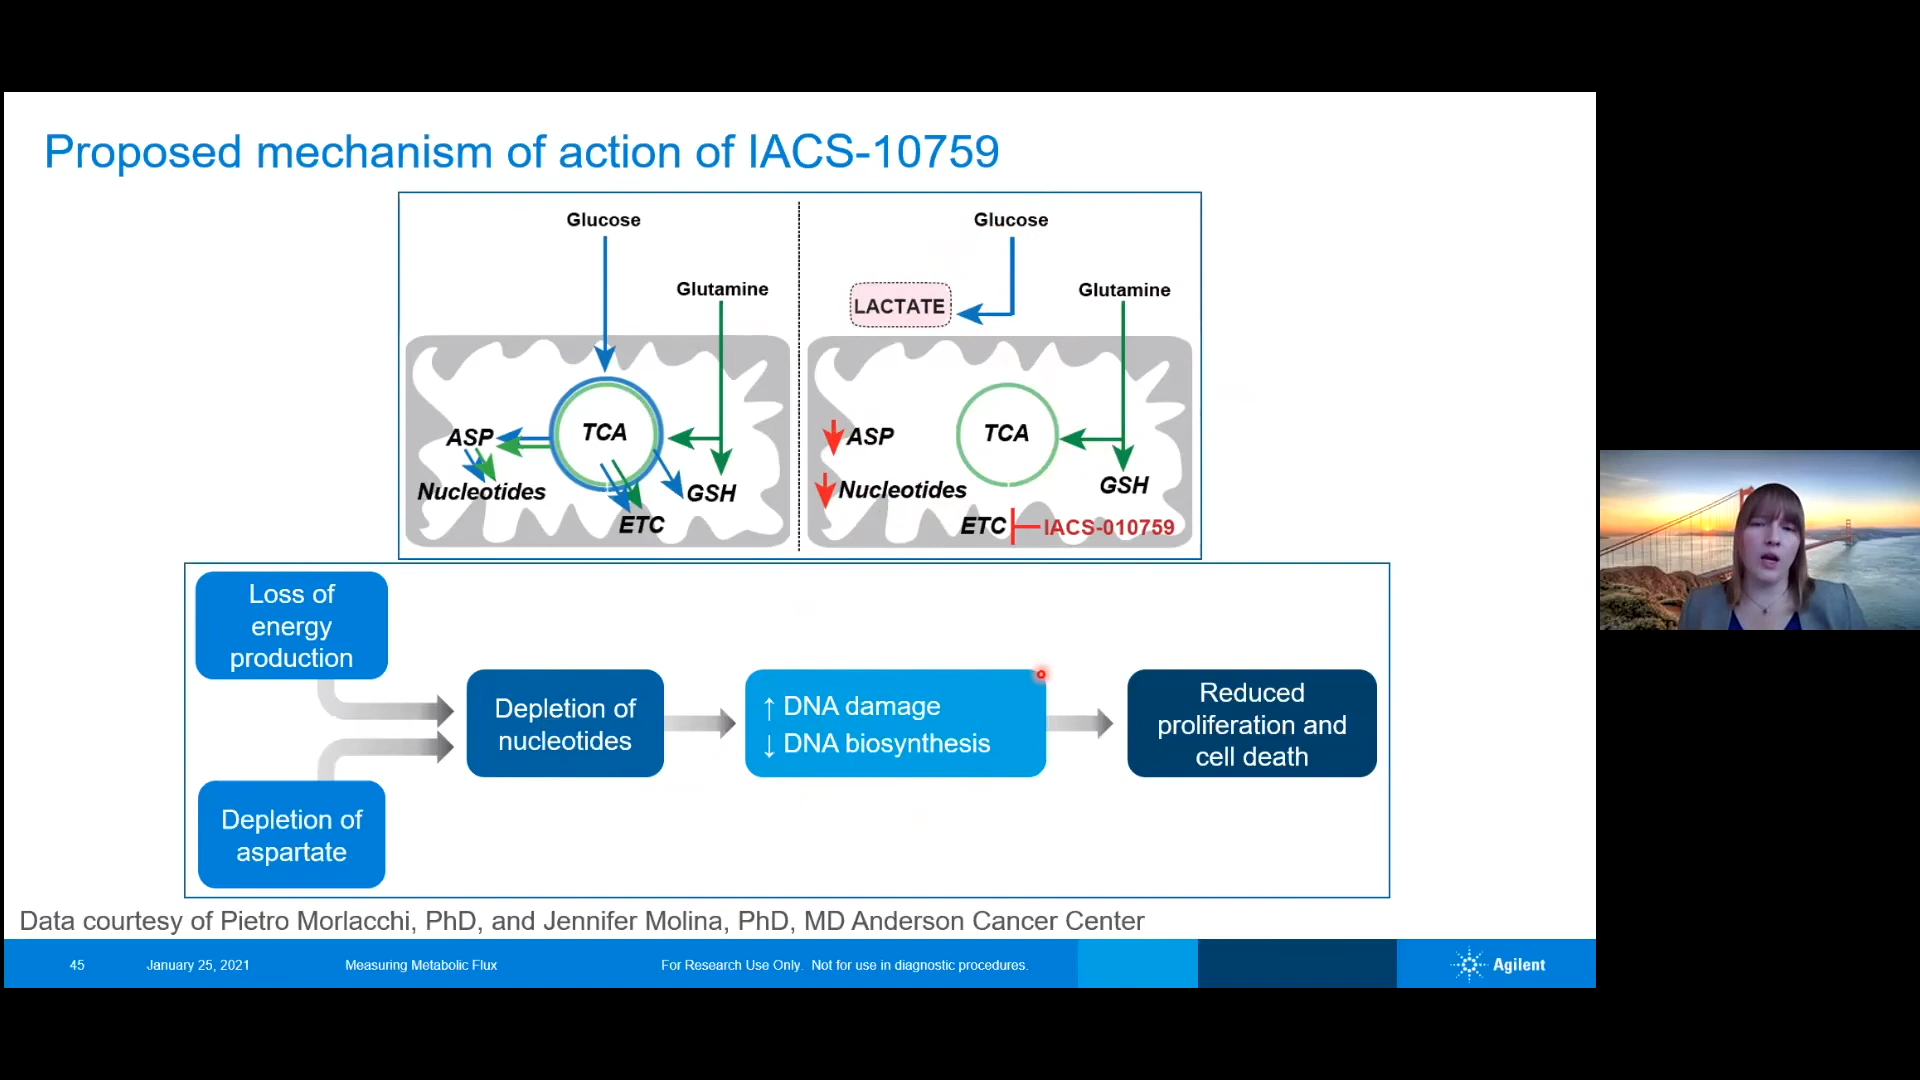 Proposed mechanism of action of IACS-10759
Glucose
Glutamine
TCA
ASP
Nucleotides
GSH
ETC
Glucose
LACTATE
Glutamine
ASP
TCA
Nucleotides
GSH
ETC
IACS-010759
Loss of
energy
production
Depletion of
aspartate
Depletion of
nucleotides
↑ DNA damage
↓ DNA biosynthesis
Reduced
proliferation and
cell death
Data courtesy of Pietro Morlacchi, PhD, and Jennifer Molina, PhD, MD Anderson Cancer Center
45 January 25, 2021 Measuring Metabolic Flux For Research Use Only. Not for use in diagnostic procedures. Agilent